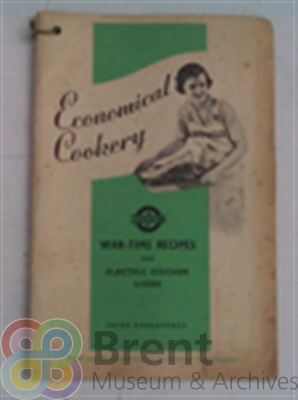 Economical
Cookery
WAR-TIME RECIPES
FOR
ELECTRIC COOKER
USERS
Brent
Museum & Archives